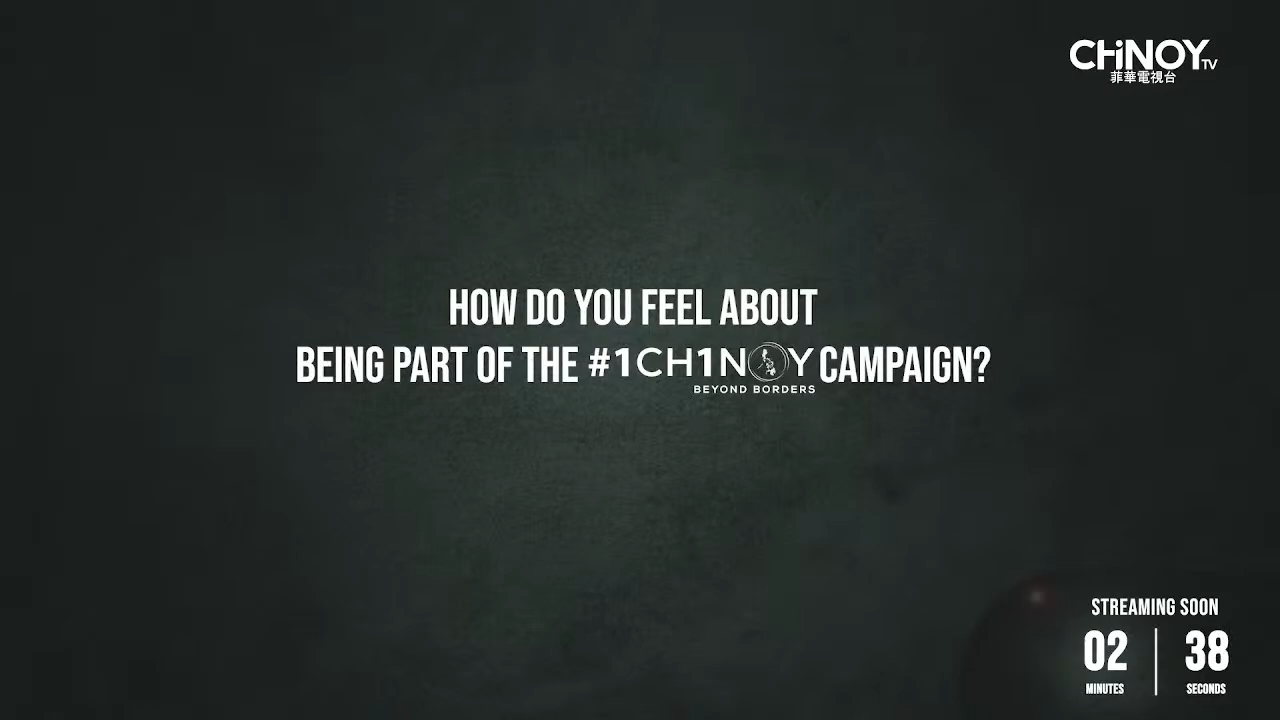 CHiNOY TV
菲華電視台
HOW DO YOU FEEL ABOUT
BEING PART OF THE #1CH1NOY CAMPAIGN?
BEYOND BORDERS
STREAMING SOON
02 38
MINUTES SECONDS